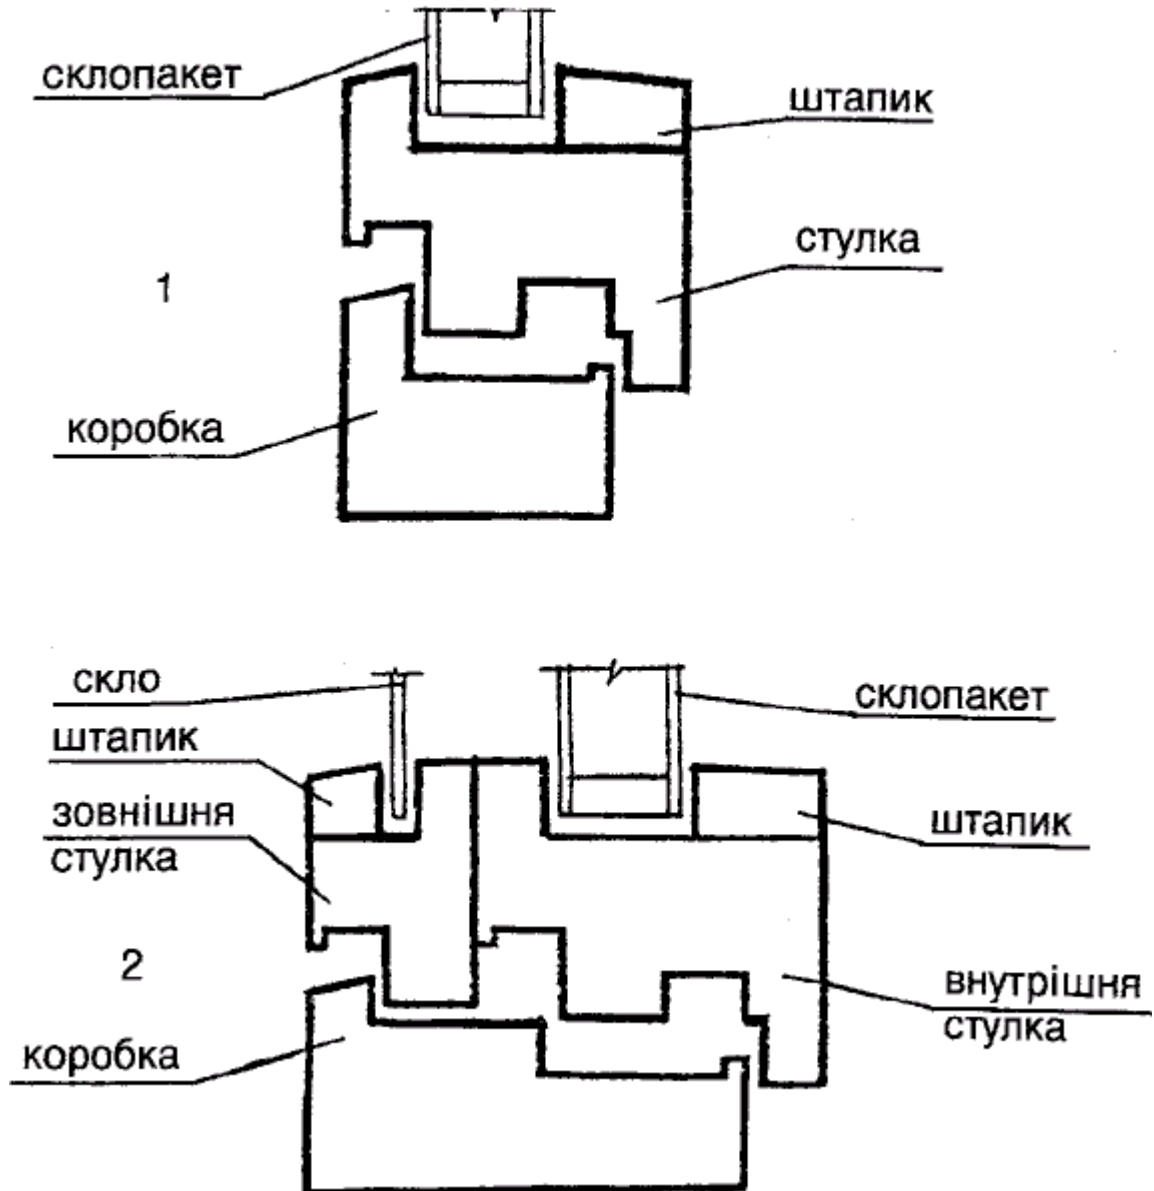 склопакет
штапик
стулка
1
коробка
скло
склопакет
штапик
штапик
зовнішня
стулка
2
внутрішня
стулка
коробка